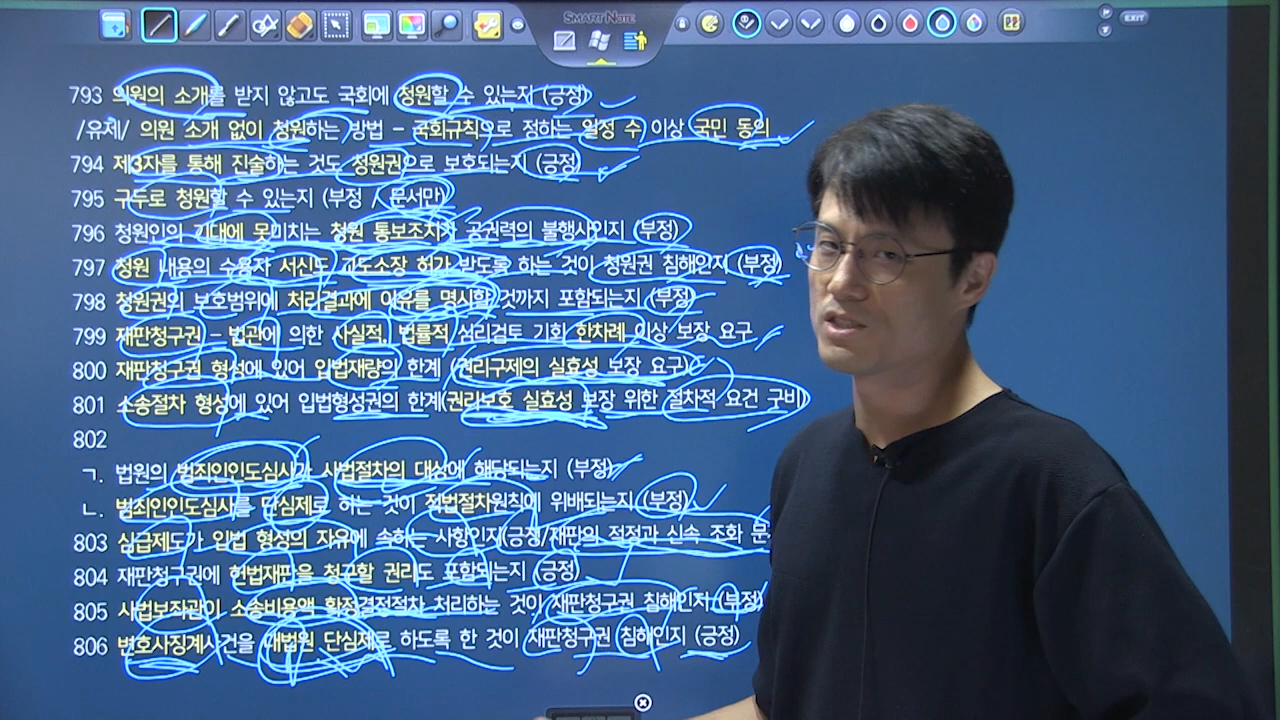 SMART NOTE
EXIT
793 의원의 소개를 받지 않고도 국회에 청원할 수 있는지 (긍정)
/유제/ 의원 소개 없이 청원하는 방법 - 국회규칙으로 정하는 일정 수 이상 국민 동의
794 제3자를 통해 진술하는 것도 청원권으로 보호되는지 (긍정)
795 구두로 청원할 수 있는지 (부정 / 문서만)
796 청원인의 기대에 못미치는 청원 통보조치가 공권력의 불행사인지 (부정)
797 청원 내용의 수용자 서신도 교도소장 허가 받도록 하는 것이 청원권 침해인지 (부정)
798 청원권의 보호범위에 처리결과에 이유를 명시할 것까지 포함되는지 (부정)
799 재판청구권 - 법관에 의한 사실적, 법률적 심리검토 기회 한차례 이상 보장 요구
800 재판청구권 형성에 있어 입법재량의 한계 (권리구제의 실효성 보장 요구)
801 소송절차 형성에 있어 입법형성권의 한계(권리보호 실효성 보장 위한 절차적 요건 구비)
802
ㄱ. 법원의 범죄인인도심사가 사법절차의 대상에 해당되는지 (부정)
ㄴ. 범죄인인도심사를 단심제로 하는 것이 적법절차원칙에 위배되는지 (부정)
803 심급제도가 입법 형성의 자유에 속하는 사항인지(긍정/재판의 적정과 신속 조화 문
804 재판청구권에 헌법재판을 청구할 권리도 포함되는지 (긍정)
805 사법보좌관이 소송비용액 확정결정절차 처리하는 것이 재판청구권 침해인지 (부정)
806 변호사징계사건을 대법원 단심제로 하도록 한 것이 재판청구권 침해인지 (긍정)